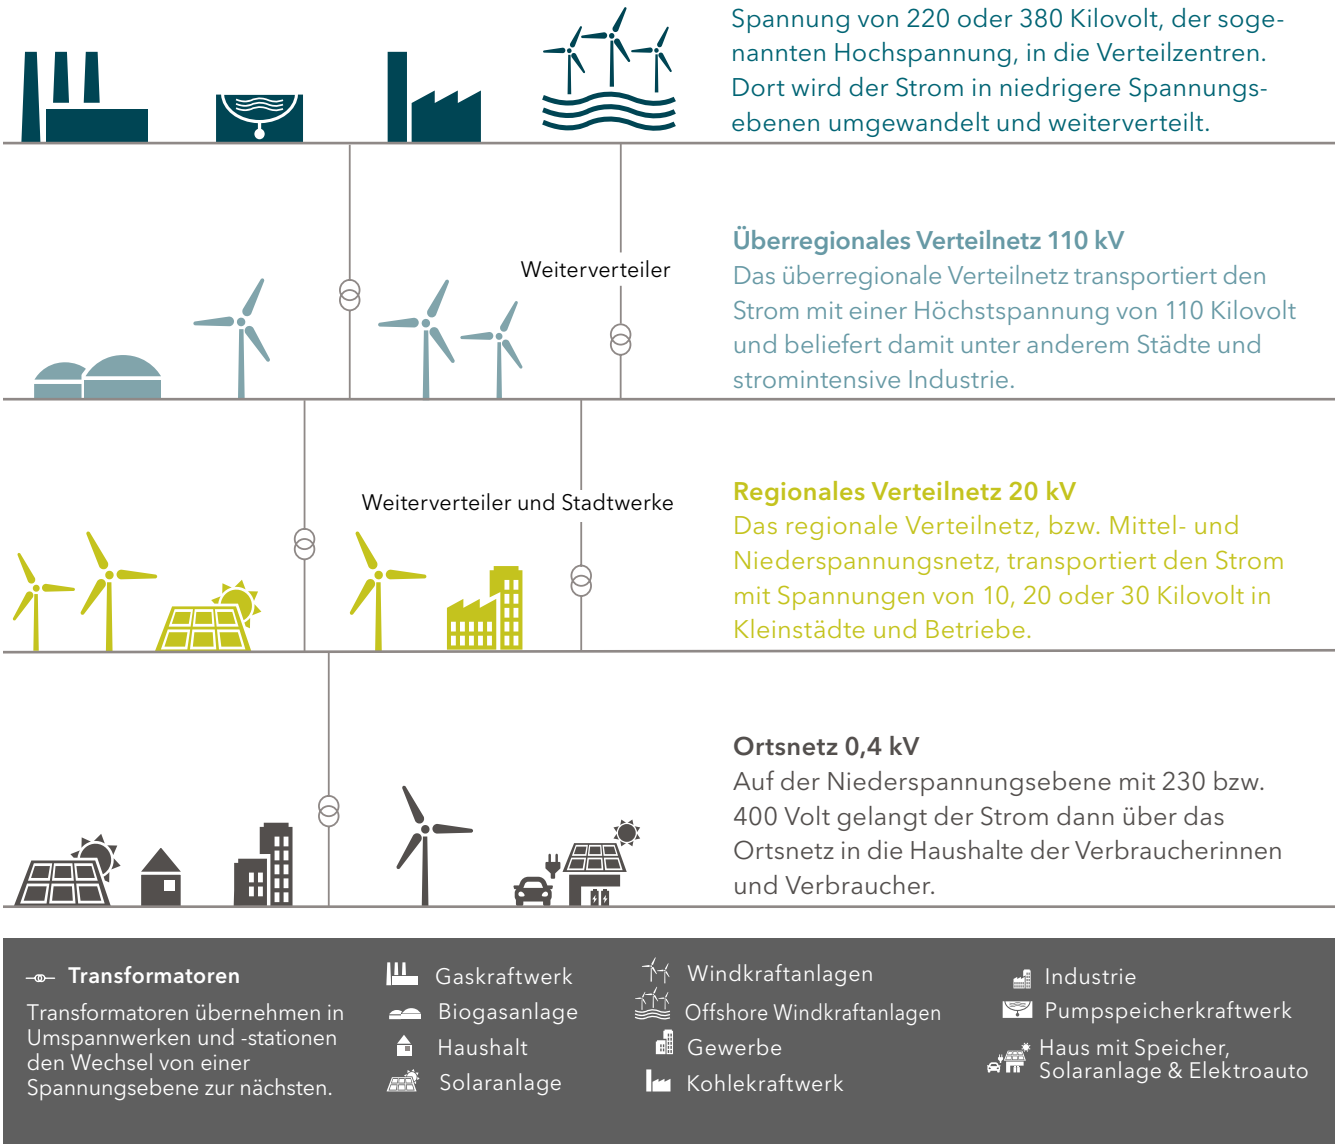 Spannung von 220 oder 380 Kilovolt, der soge-
nannten Hochspannung, in die Verteilzentren.
Dort wird der Strom in niedrigere Spannungs-
ebenen umgewandelt und weiterverteilt.
Weiterverteiler
Überregionales Verteilnetz 110 kV
Das überregionale Verteilnetz transportiert den
Strom mit einer Höchstspannung von 110 Kilovolt
und beliefert damit unter anderem Städte und
stromintensive Industrie.
Weiterverteiler und Stadtwerke
Regionales Verteilnetz 20 kV
Das regionale Verteilnetz, bzw. Mittel- und
Niederspannungsnetz, transportiert den Strom
mit Spannungen von 10, 20 oder 30 Kilovolt in
Kleinstädte und Betriebe.
Ortsnetz 0,4 kV
Auf der Niederspannungsebene mit 230 bzw.
400 Volt gelangt der Strom dann über das
Ortsnetz in die Haushalte der Verbraucherinnen
und Verbraucher.
Transformatoren
Transformatoren übernehmen in
Umspannwerken und -stationen
den Wechsel von einer
Spannungsebene zur nächsten.
Gaskraftwerk
Biogasanlage
Haushalt
Solaranlage
Windkraftanlagen
Offshore Windkraftanlagen
Gewerbe
Kohlekraftwerk
Industrie
Pumpspeicherkraftwerk
Haus mit Speicher,
Solaranlage & Elektroauto